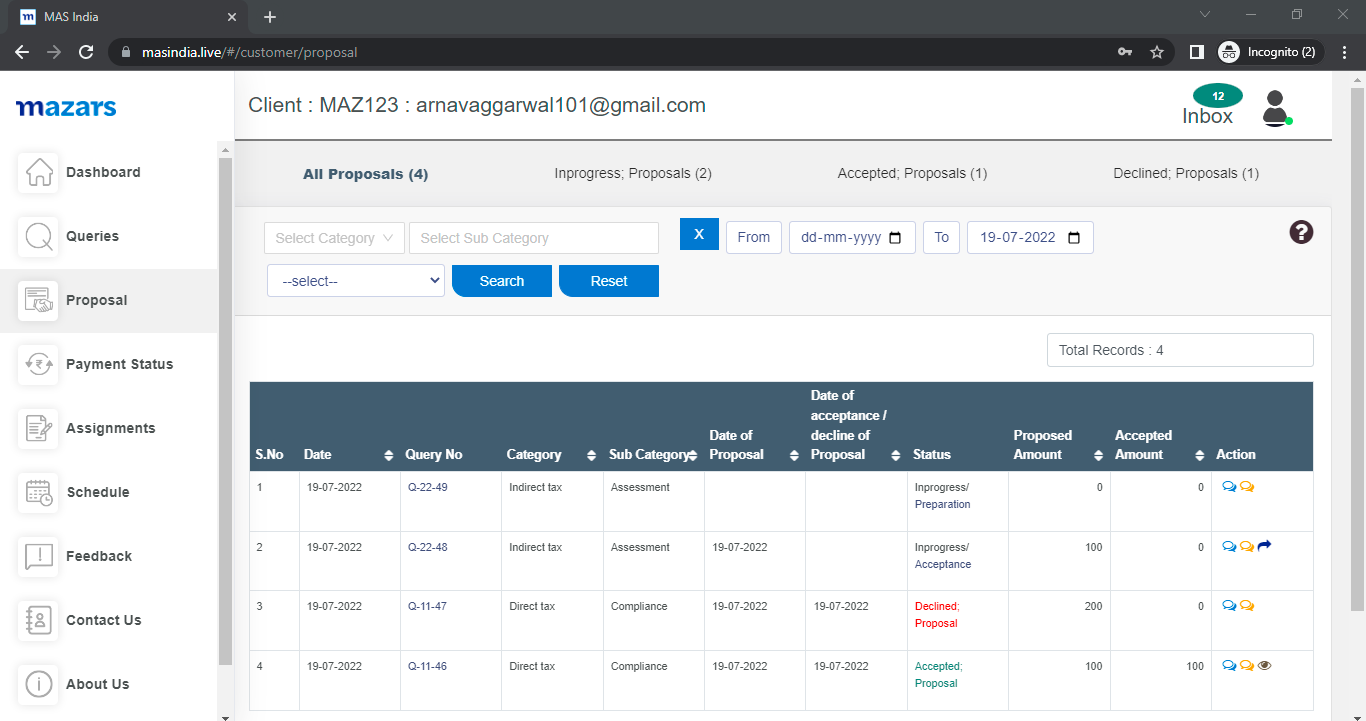 MAS India
masindia.live/#/customer/proposal
Incognito (2)
mazars
Client : MAZ123 : arnavaggarwal101@gmail.com
12
Inbox
Dashboard
Queries
Proposal
Payment Status
Assignments
Schedule
Feedback
Contact Us
About Us
All Proposals (4) Inprogress; Proposals (2) Accepted; Proposals (1) Declined; Proposals (1)
Select Category Select Sub Category X From dd-mm-yyyy To 19-07-2022
--select-- Search Reset
Total Records : 4
S.No Date Query No Category Sub Category Date of Proposal Date of acceptance / decline of Proposal Status Proposed Amount Accepted Amount Action
1 19-07-2022 Q-22-49 Indirect tax Assessment Inprogress/ Preparation 0 0
2 19-07-2022 Q-22-48 Indirect tax Assessment 19-07-2022 Inprogress/ Acceptance 100 0
3 19-07-2022 Q-11-47 Direct tax Compliance 19-07-2022 19-07-2022 Declined; Proposal 200 0
4 19-07-2022 Q-11-46 Direct tax Compliance 19-07-2022 19-07-2022 Accepted; Proposal 100 100